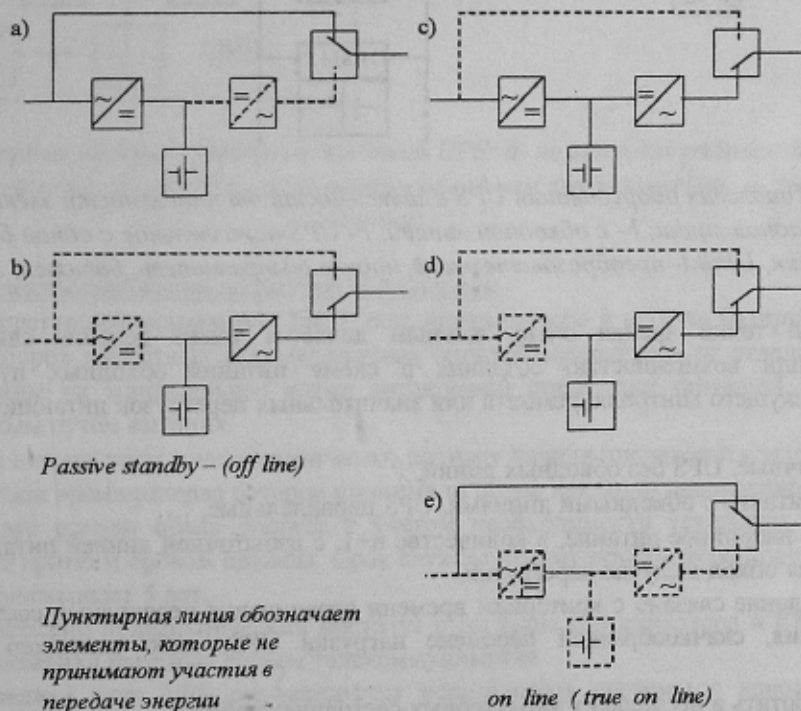 a)
c)
b)
d)
Passive standby – (off line)
e)
Пунктирная линия обозначает
элементы, которые не
принимают участия в
передаче энергии
on line ( true on line)